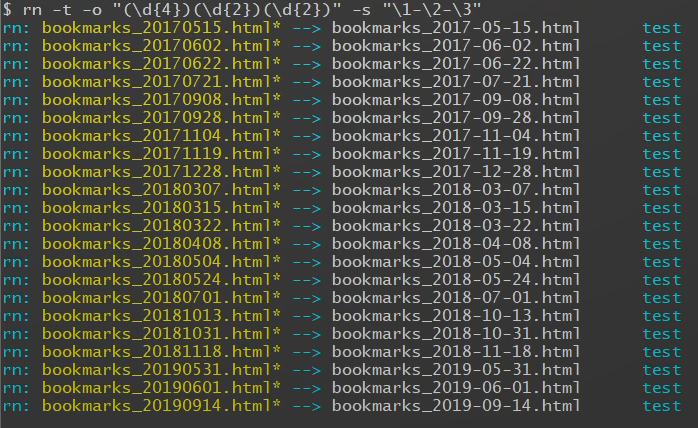 $ rn -t -o "(\d{4})(\d{2})(\d{2})" -s "\1-\2-\3"
rn: bookmarks_20170515.html* --> bookmarks_2017-05-15.html test
rn: bookmarks_20170602.html* --> bookmarks_2017-06-02.html test
rn: bookmarks_20170622.html* --> bookmarks_2017-06-22.html test
rn: bookmarks_20170721.html* --> bookmarks_2017-07-21.html test
rn: bookmarks_20170908.html* --> bookmarks_2017-09-08.html test
rn: bookmarks_20170928.html* --> bookmarks_2017-09-28.html test
rn: bookmarks_20171104.html* --> bookmarks_2017-11-04.html test
rn: bookmarks_20171119.html* --> bookmarks_2017-11-19.html test
rn: bookmarks_20171228.html* --> bookmarks_2017-12-28.html test
rn: bookmarks_20180307.html* --> bookmarks_2018-03-07.html test
rn: bookmarks_20180315.html* --> bookmarks_2018-03-15.html test
rn: bookmarks_20180322.html* --> bookmarks_2018-03-22.html test
rn: bookmarks_20180408.html* --> bookmarks_2018-04-08.html test
rn: bookmarks_20180504.html* --> bookmarks_2018-05-04.html test
rn: bookmarks_20180524.html* --> bookmarks_2018-05-24.html test
rn: bookmarks_20180701.html* --> bookmarks_2018-07-01.html test
rn: bookmarks_20181013.html* --> bookmarks_2018-10-13.html test
rn: bookmarks_20181031.html* --> bookmarks_2018-10-31.html test
rn: bookmarks_20181118.html* --> bookmarks_2018-11-18.html test
rn: bookmarks_20190531.html* --> bookmarks_2019-05-31.html test
rn: bookmarks_20190601.html* --> bookmarks_2019-06-01.html test
rn: bookmarks_20190914.html* --> bookmarks_2019-09-14.html test